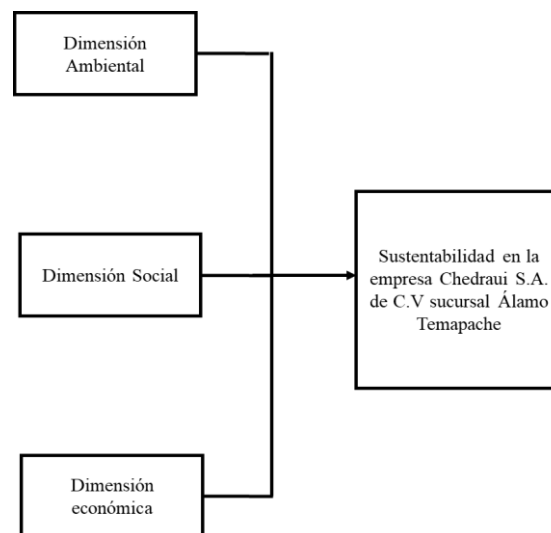 Dimensión
Ambiental
Dimensión Social
Sustentabilidad en la
empresa Chedraui S.A.
de C.V sucursal Álamo
Temapache
Dimensión
económica